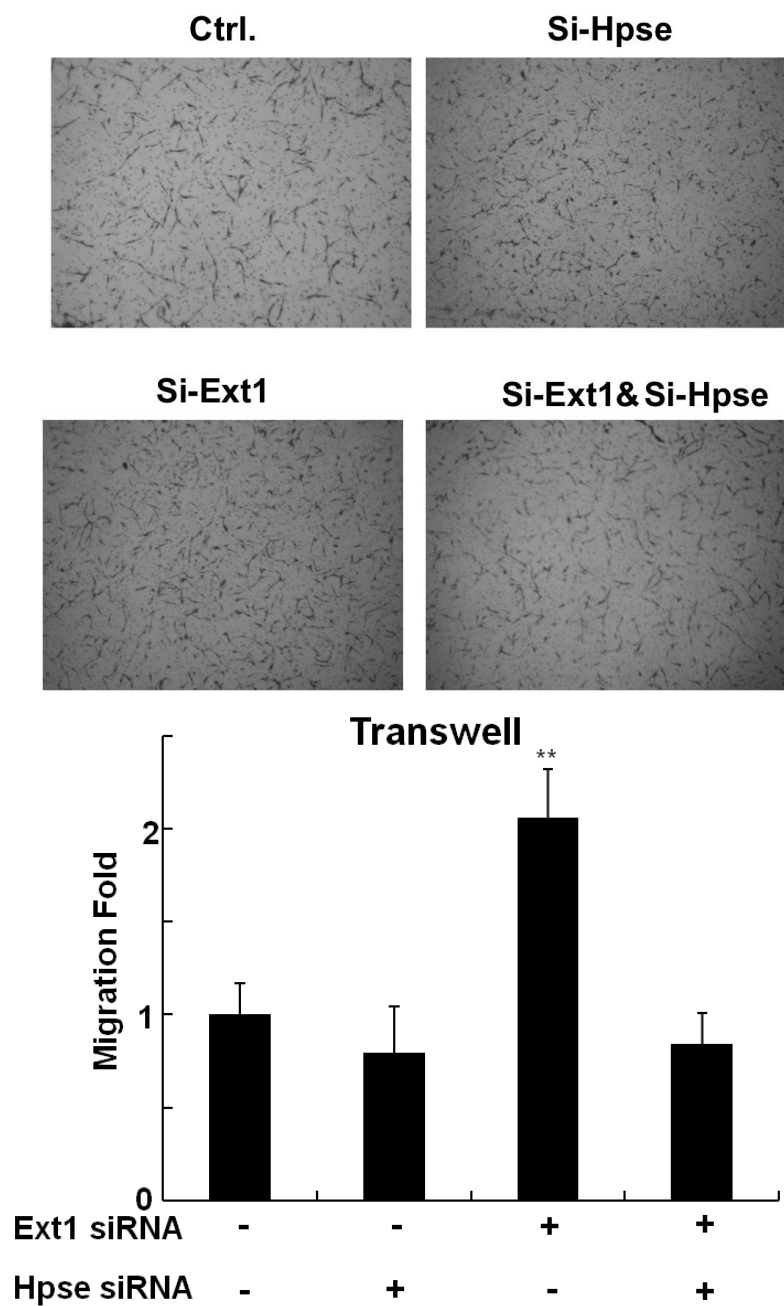 Ctrl. Si-Hpse
Si-Ext1 Si-Ext1& Si-Hpse
Transwell
**
2
1
0
Migration Fold
Ext1 siRNA - - + +
Hpse siRNA - + - +